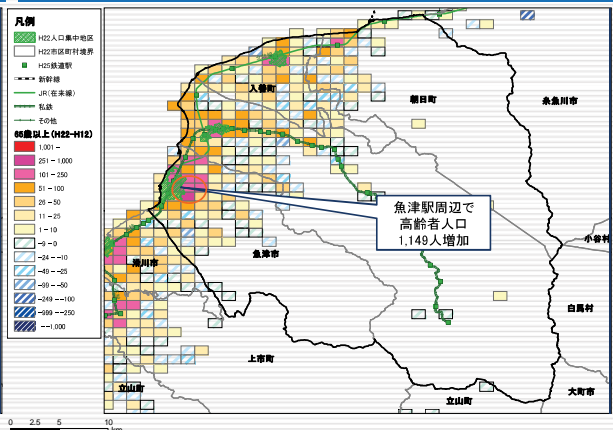 凡例
H22人口集中地区
H22市区町村境界
H25鉄道駅
新幹線
JR(在来線)
私鉄
その他
65歳以上(H22-H12)
1,001 -
251 - 1,000
101 - 250
51 - 100
26 - 50
11 - 25
1 - 10
-9 - 0
-24 - -10
-49 - -25
-99 - -50
-249 - -100
-999 - -250
- -1,000
入善町
朝日町
糸魚川市
魚津駅周辺で
高齢者人口
1,149人増加
小谷村
魚津市
滑川市
白馬村
上市町
立山町
立山町
大町市
0 2.5 5 10
km